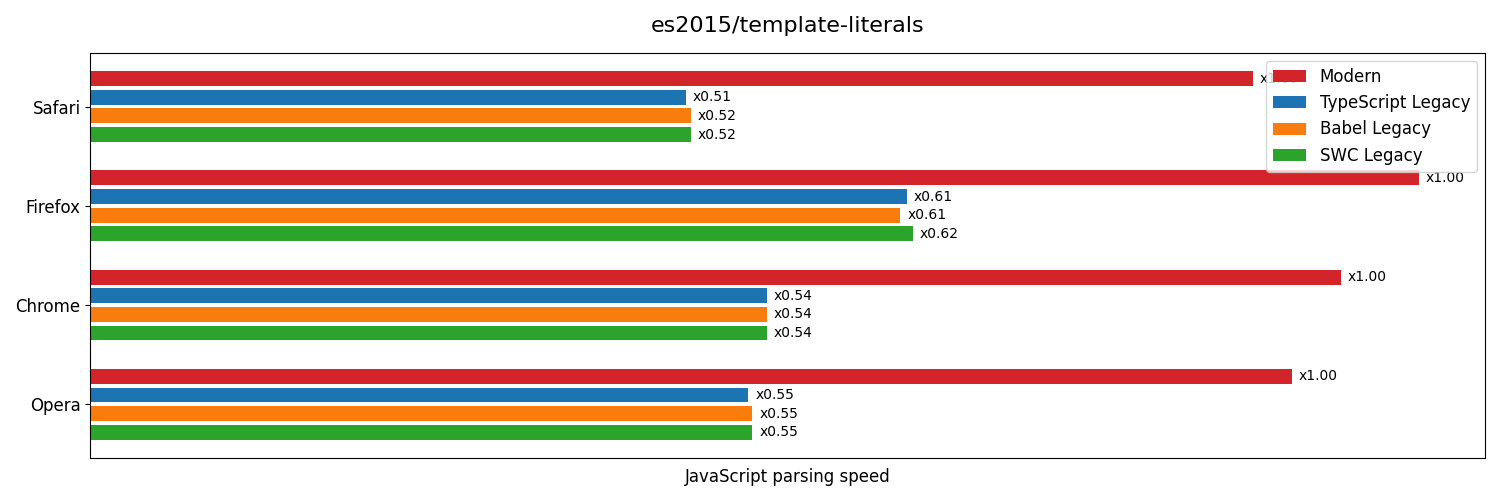 es2015/template-literals
Modern
TypeScript Legacy
Babel Legacy
SWC Legacy
Safari
x0.51
x0.52
x0.52
Firefox
x1.00
x0.61
x0.61
x0.62
Chrome
x1.00
x0.54
x0.54
x0.54
Opera
x1.00
x0.55
x0.55
x0.55
JavaScript parsing speed